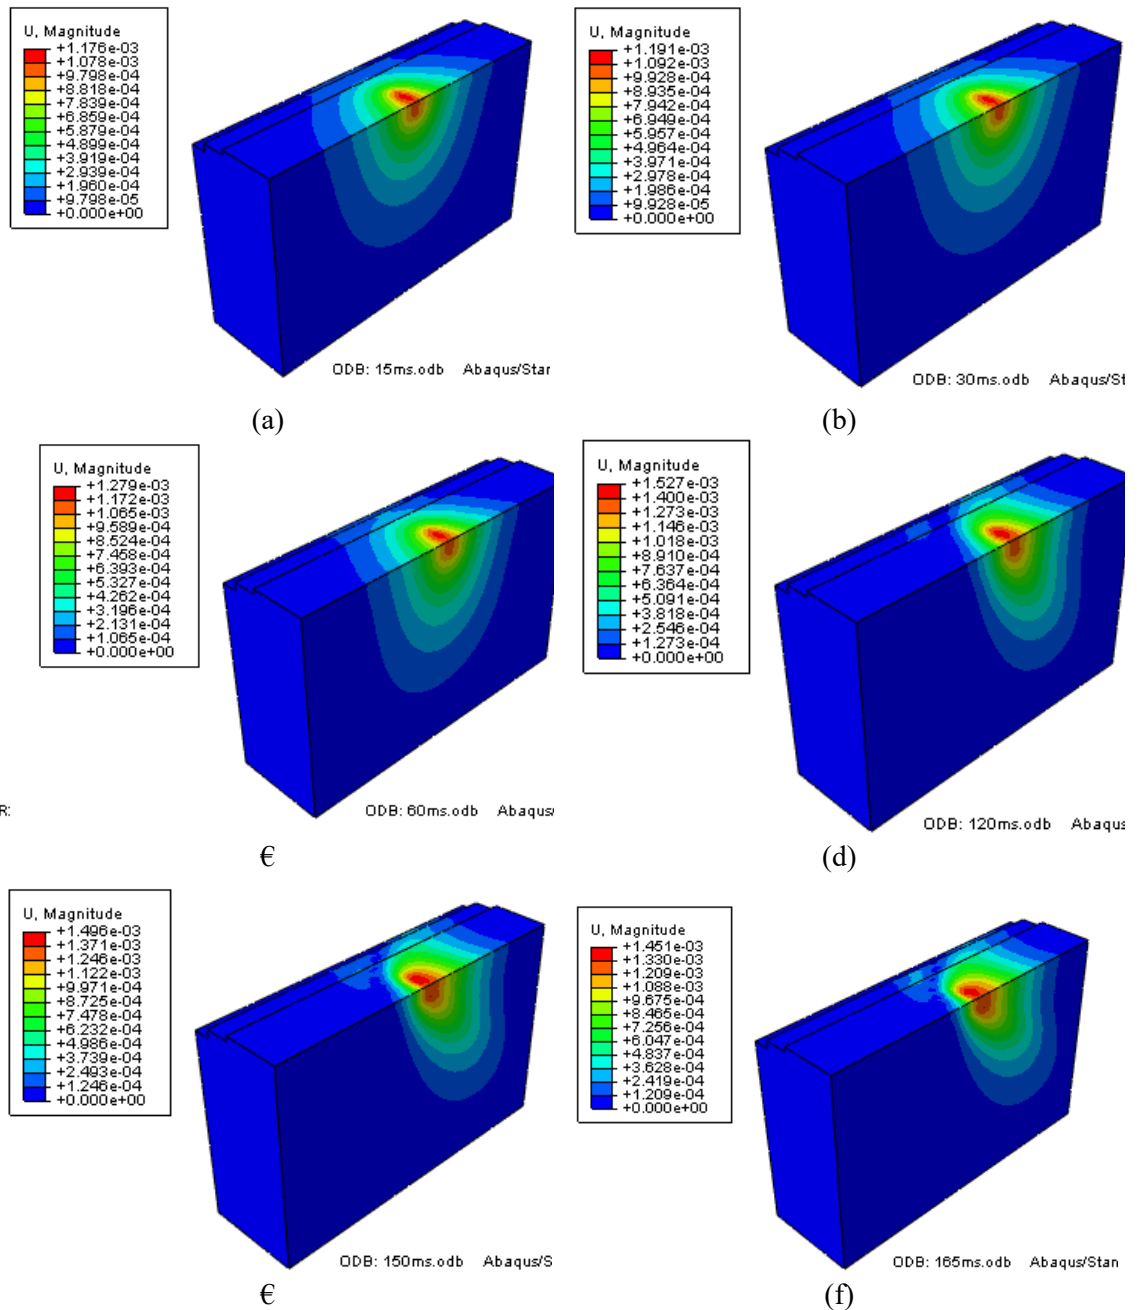 U, Magnitude
+1.176e-03
+1.078e-03
+9.798e-04
+8.818e-04
+7.839e-04
+6.859e-04
+5.879e-04
+4.899e-04
+3.919e-04
+2.939e-04
+1.960e-04
+9.798e-05
+0.000e+00
ODB: 15ms.odb Abaqus/Star
(a)
U, Magnitude
+1.191e-03
+1.092e-03
+9.928e-04
+8.935e-04
+7.942e-04
+6.949e-04
+5.957e-04
+4.964e-04
+3.971e-04
+2.978e-04
+1.986e-04
+9.928e-05
+0.000e+00
ODB: 30ms.odb Abaqus/St
(b)
U, Magnitude
+1.279e-03
+1.172e-03
+1.065e-03
+9.589e-04
+8.524e-04
+7.458e-04
+6.393e-04
+5.327e-04
+4.262e-04
+3.196e-04
+2.131e-04
+1.065e-04
+0.000e+00
R:
ODB: 60ms.odb Abaqus/
€
U, Magnitude
+1.527e-03
+1.400e-03
+1.273e-03
+1.146e-03
+1.018e-03
+8.910e-04
+7.637e-04
+6.364e-04
+5.091e-04
+3.818e-04
+2.546e-04
+1.273e-04
+0.000e+00
ODB: 120ms.odb Abaqus
(d)
U, Magnitude
+1.496e-03
+1.371e-03
+1.246e-03
+1.122e-03
+9.971e-04
+8.725e-04
+7.478e-04
+6.232e-04
+4.986e-04
+3.739e-04
+2.493e-04
+1.246e-04
+0.000e+00
ODB: 150ms.odb Abaqus/S
€
U, Magnitude
+1.451e-03
+1.330e-03
+1.209e-03
+1.088e-03
+9.675e-04
+8.465e-04
+7.256e-04
+6.047e-04
+4.837e-04
+3.628e-04
+2.419e-04
+1.209e-04
+0.000e+00
ODB: 165ms.odb Abaqus/Stan
(f)